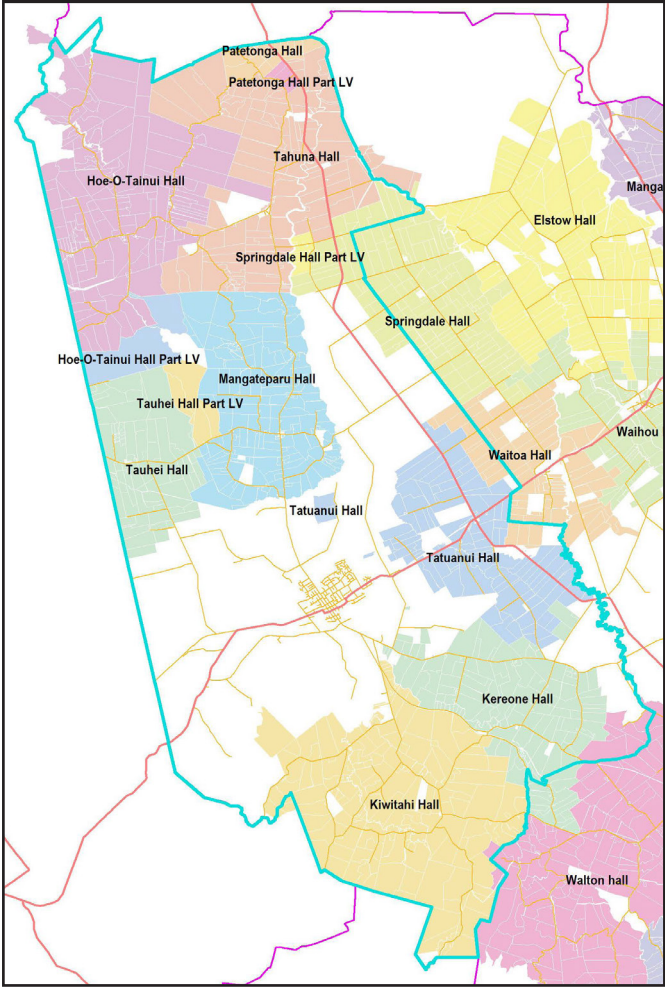 Patetonga Hall
Patetonga Hall Part LV
Tahuna Hall
Hoe-O-Tainui Hall
Manga
Elstow Hall
Springdale Hall Part LV
Springdale Hall
Hoe-O-Tainui Hall Part LV
Mangateparu Hall
Tauhei Hall Part LV
Waihou
Waitoa Hall
Tauhei Hall
Tatuanui Hall
Tatuanui Hall
Kereone Hall
Kiwitahi Hall
Walton hall